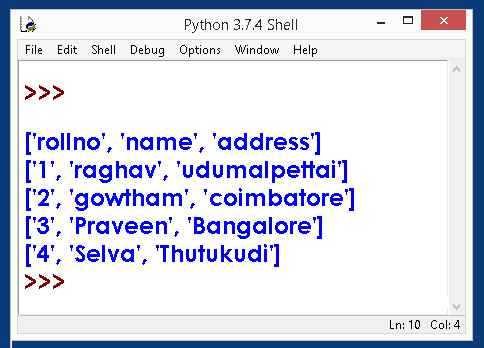 Python 3.7.4 Shell
File Edit Shell Debug Options Window Help
>>>
['rollno', 'name', 'address']
['1', 'raghav', 'udumalpettai']
['2', 'gowtham', 'coimbatore']
['3', 'Praveen', 'Bangalore']
['4', 'Selva', 'Thutukudi']
>>>
Ln: 10 Col: 4